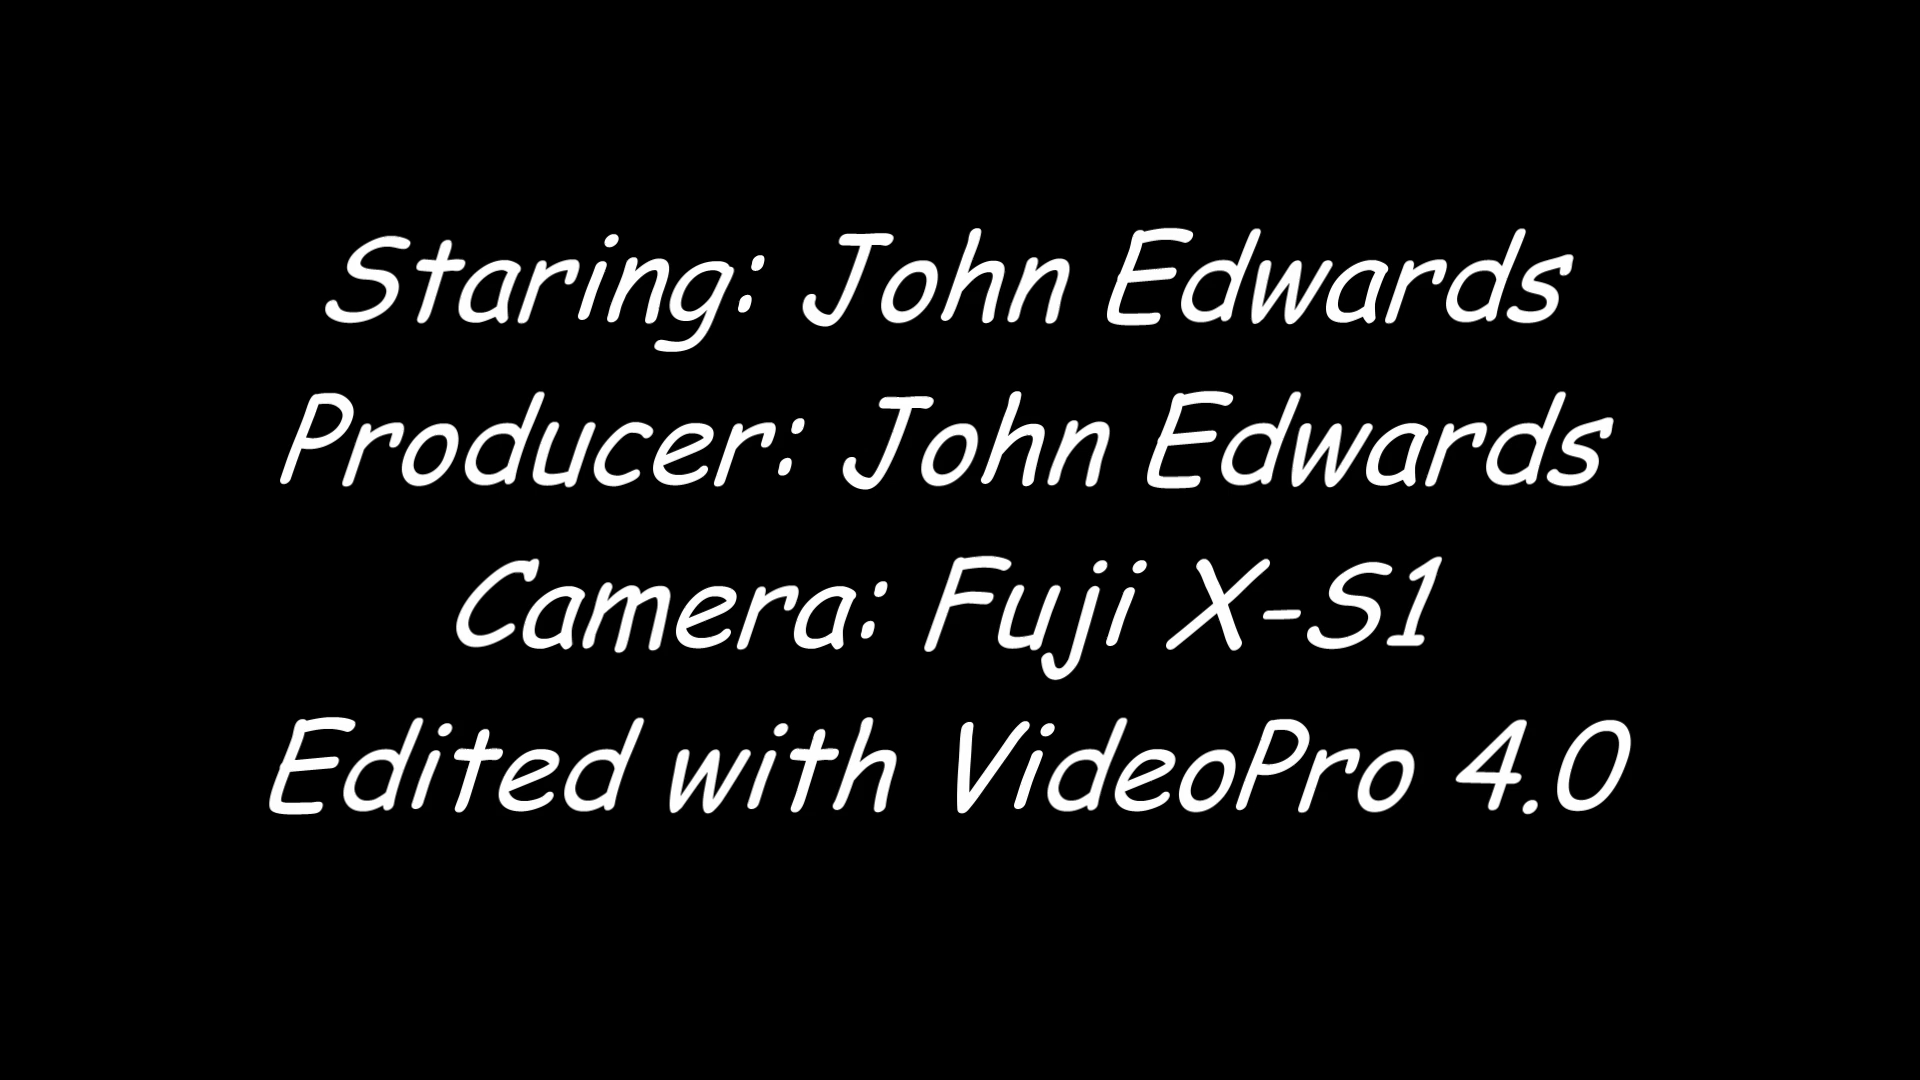 Staring: John Edwards
Producer: John Edwards
Camera: Fuji X-S1
Edited with VideoPro 4.0